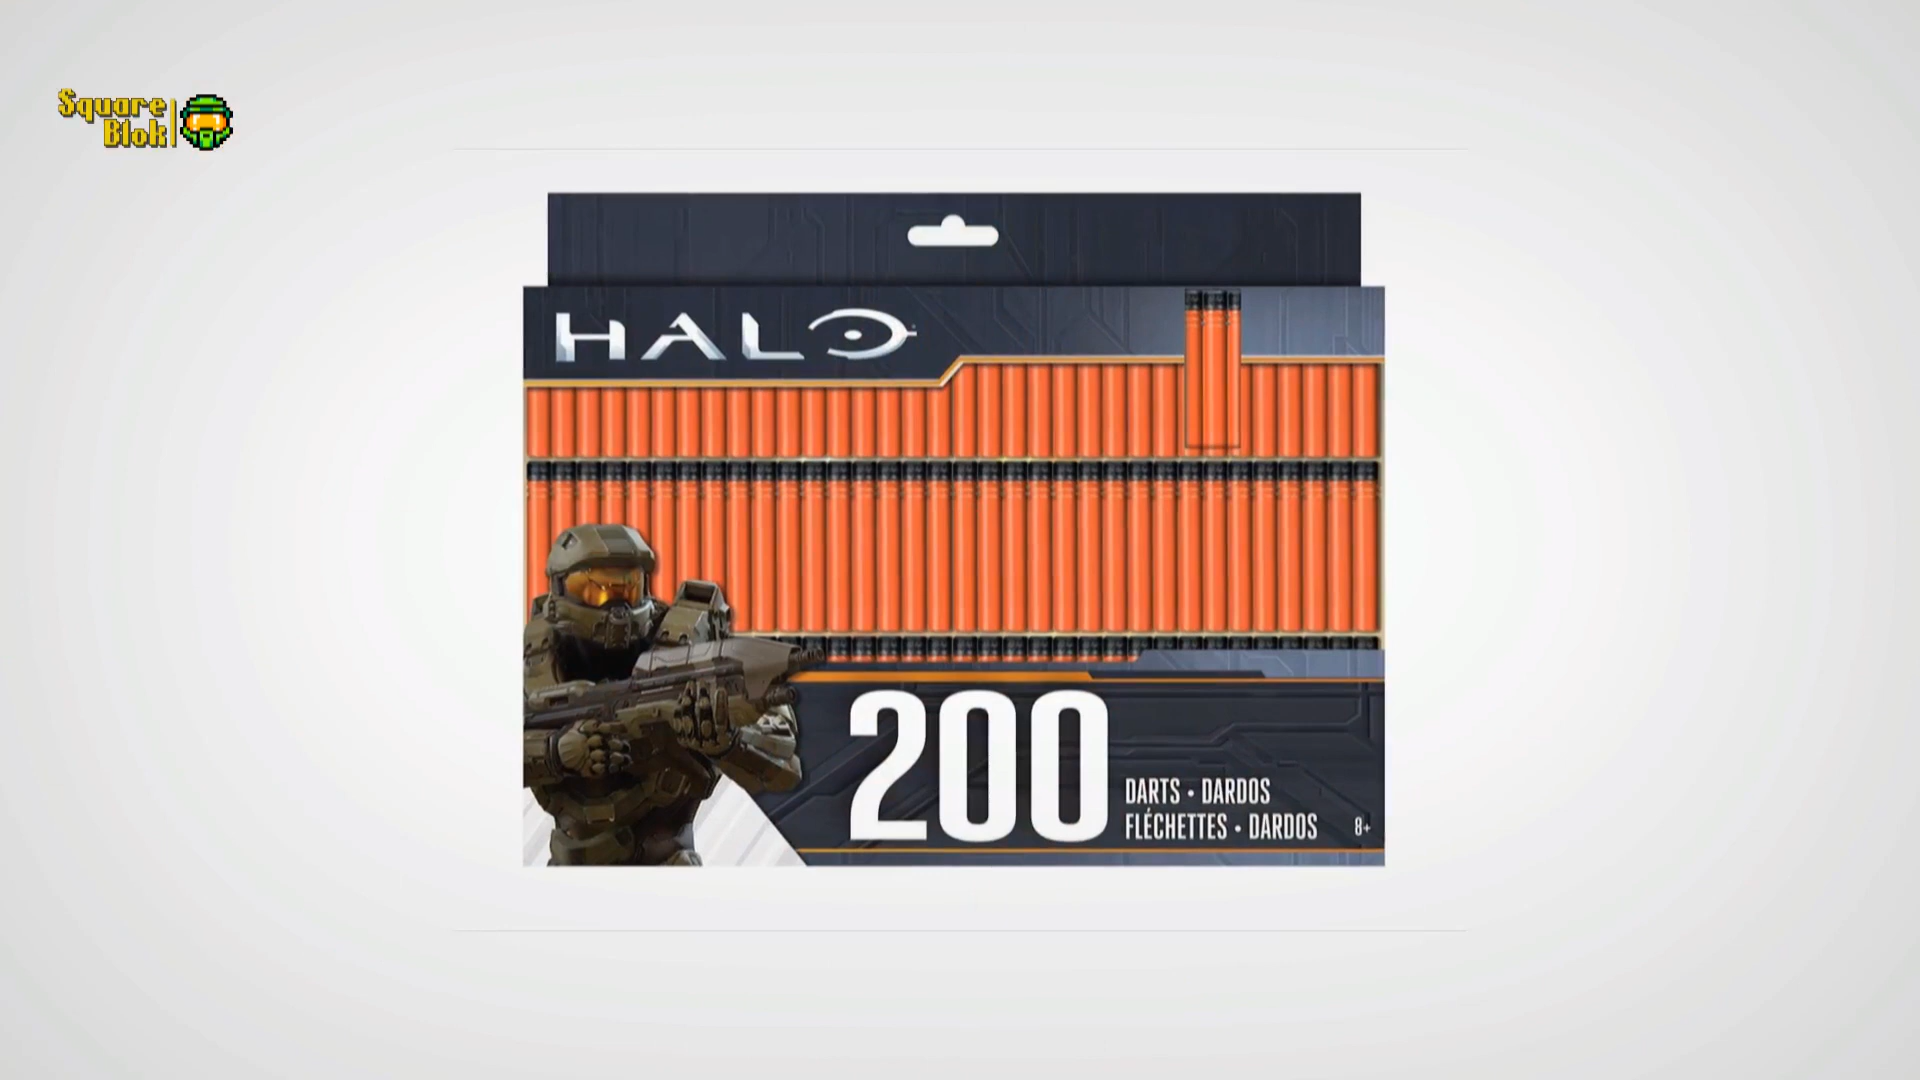 Square
Blok
HALO
200
DARTS • DARDOS
FLÉCHETTES • DARDOS
8+